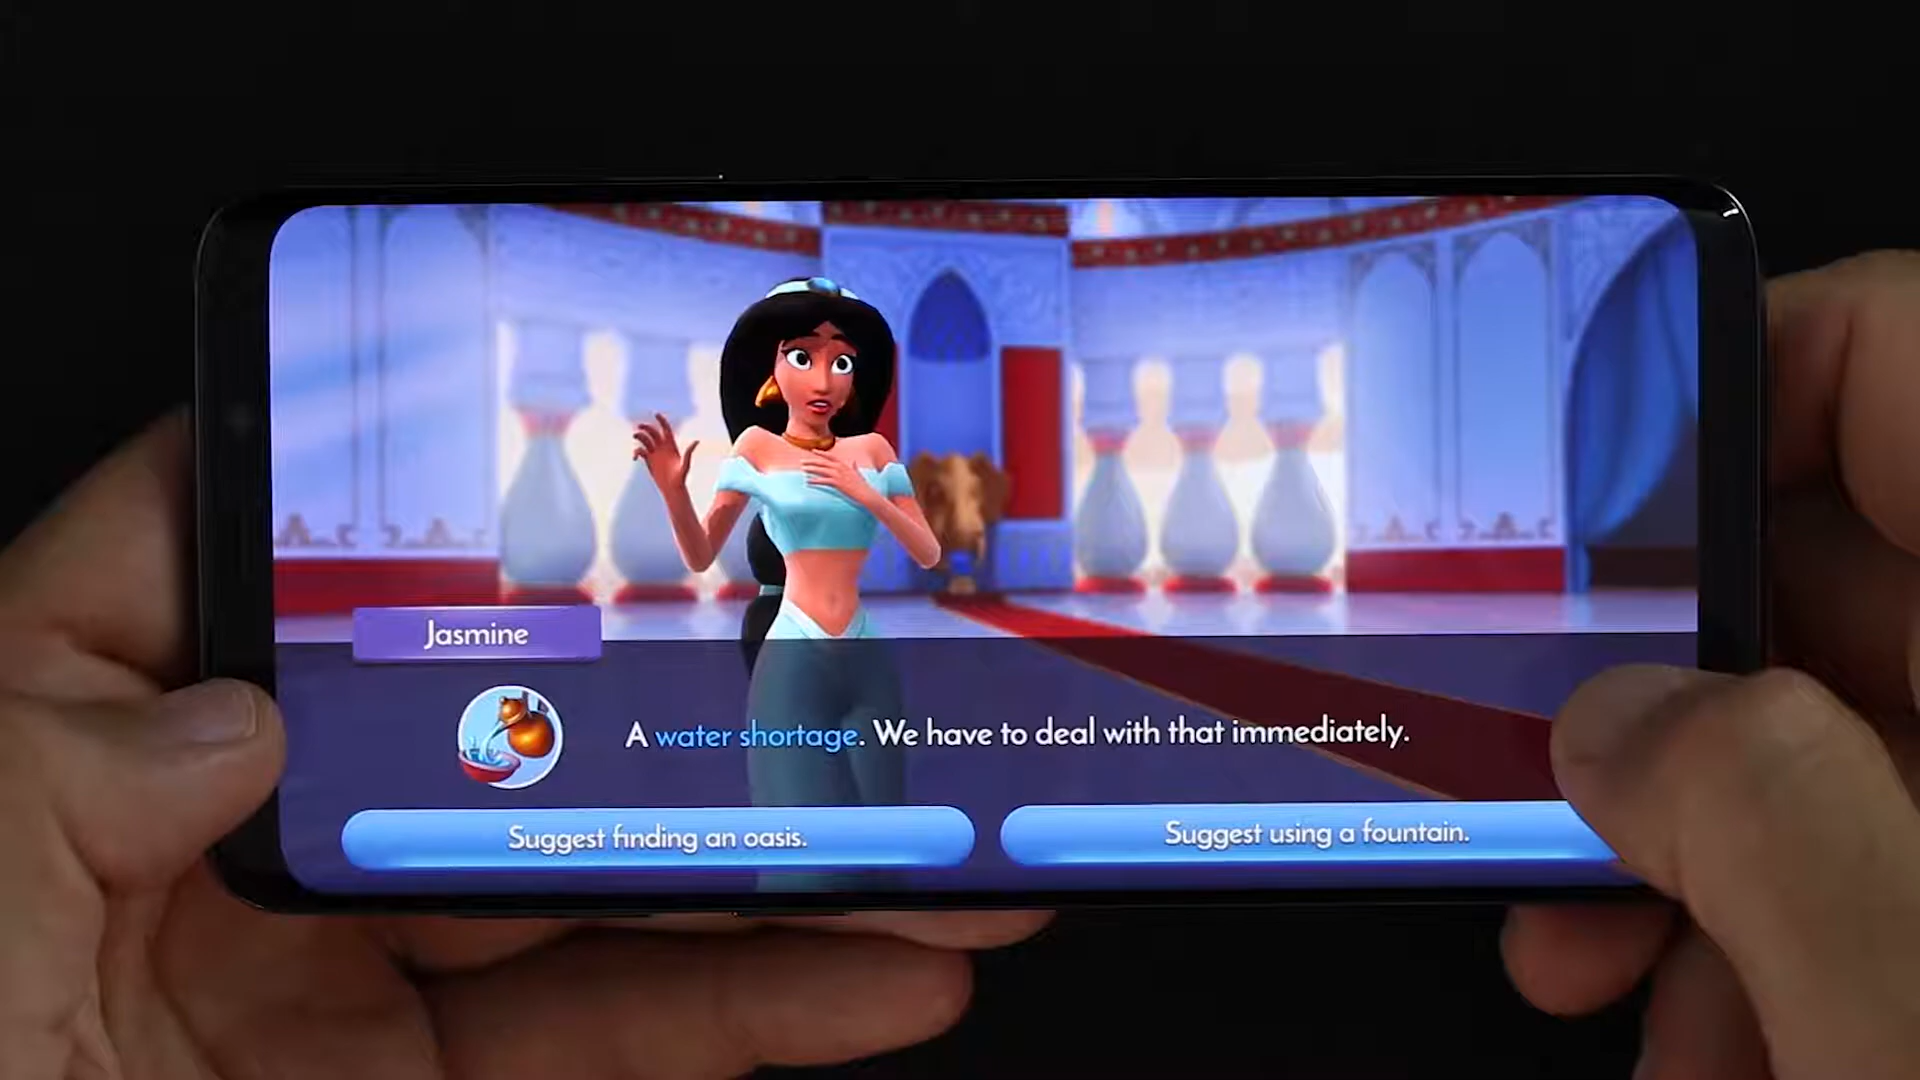 Jasmine
A water shortage. We have to deal with that immediately.
Suggest finding an oasis.
Suggest using a fountain.